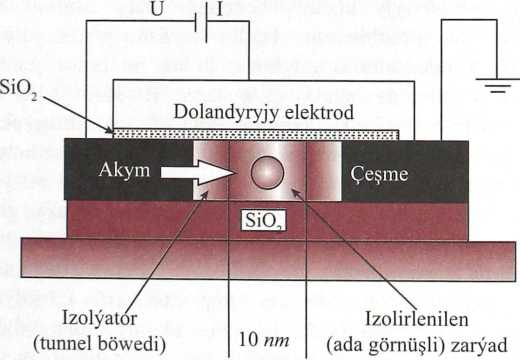 U I
SiO₂
Dolandyryjy elektrod
Akym
Çeşme
SiO₂
Izolýator
(tunnel böwedi)
10 nm
Izolirlenilen
(ada görnüşli) zarýad